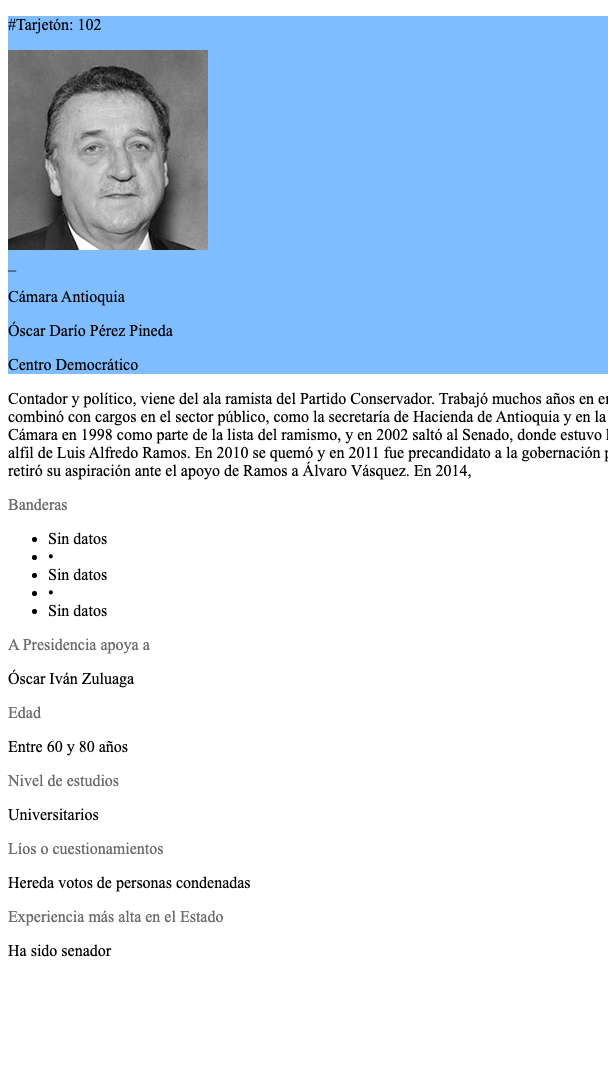 #Tarjetón: 102
_
Cámara Antioquia
Óscar Darío Pérez Pineda
Centro Democrático
Contador y político, viene del ala ramista del Partido Conservador. Trabajó muchos años en
combinó con cargos en el sector público, como la secretaría de Hacienda de Antioquia y en la
Cámara en 1998 como parte de la lista del ramismo, y en 2002 saltó al Senado, donde estuvo
alfil de Luis Alfredo Ramos. En 2010 se quemó y en 2011 fue precandidato a la gobernación
retiró su aspiración ante el apoyo de Ramos a Álvaro Vásquez. En 2014,
Banderas
• Sin datos
• •
• Sin datos
• •
• Sin datos
A Presidencia apoya a
Óscar Iván Zuluaga
Edad
Entre 60 y 80 años
Nivel de estudios
Universitarios
Líos o cuestionamientos
Hereda votos de personas condenadas
Experiencia más alta en el Estado
Ha sido senador